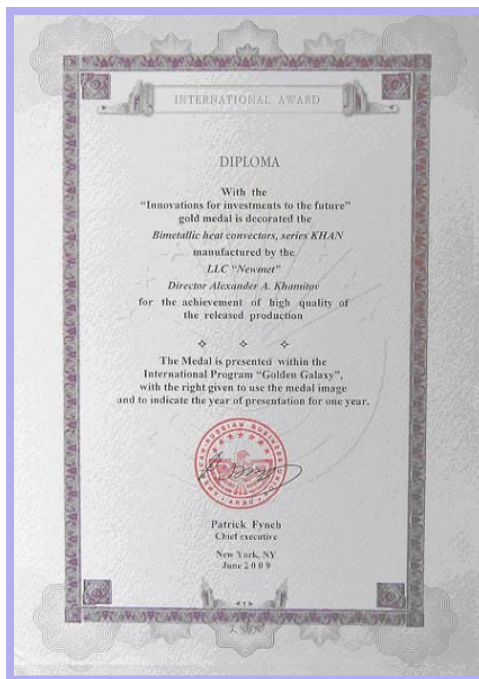 INTERNATIONAL AWARD
DIPLOMA
With the
"Innovations for investments to the future"
gold medal is decorated the
Bimetallic heat convectors, series KHAN
manufactured by the
LLC "Newmet"
Director Alexander A. Khamitov
for the achievement of high quality of
the released production
The Medal is presented within the
International Program "Golden Galaxy",
with the right given to use the medal image
and to indicate the year of presentation for one year.
AMERICAN-RUSSIAN BUSINESS UNION
Patrick Fynch
Chief executive
New York, NY
June 2009